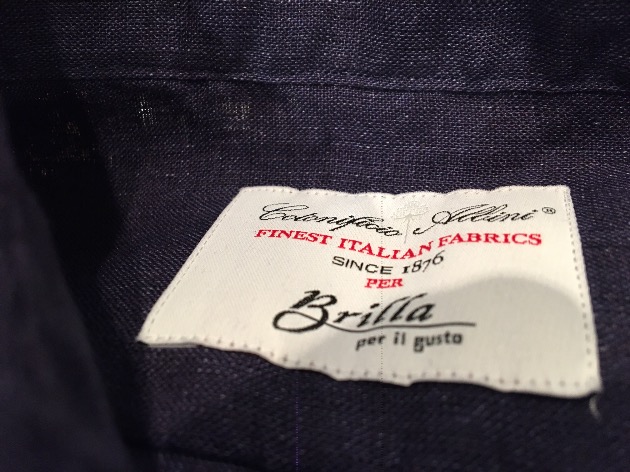 Cotonificio Albini®
FINEST ITALIAN FABRICS
SINCE 1876
PER
Brilla
per il gusto